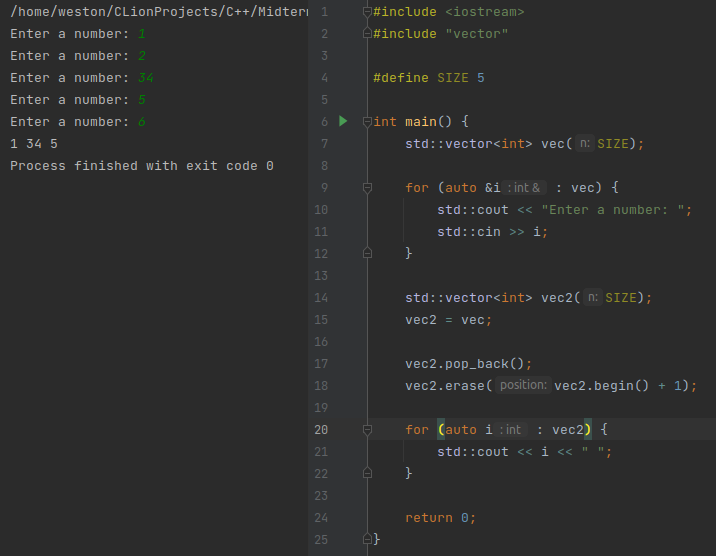 /home/weston/CLionProjects/C++/Midterm
Enter a number: 1
Enter a number: 2
Enter a number: 34
Enter a number: 5
Enter a number: 6
1 34 5
Process finished with exit code 0
1 #include <iostream>
2 #include "vector"
3
4 #define SIZE 5
5
6 int main() {
7 std::vector<int> vec( n: SIZE);
8
9 for (auto &i : int & : vec) {
10 std::cout << "Enter a number: ";
11 std::cin >> i;
12 }
13
14 std::vector<int> vec2( n: SIZE);
15 vec2 = vec;
16
17 vec2.pop_back();
18 vec2.erase( position: vec2.begin() + 1);
19
20 for (auto i : int : vec2) {
21 std::cout << i << " ";
22 }
23
24 return 0;
25 }